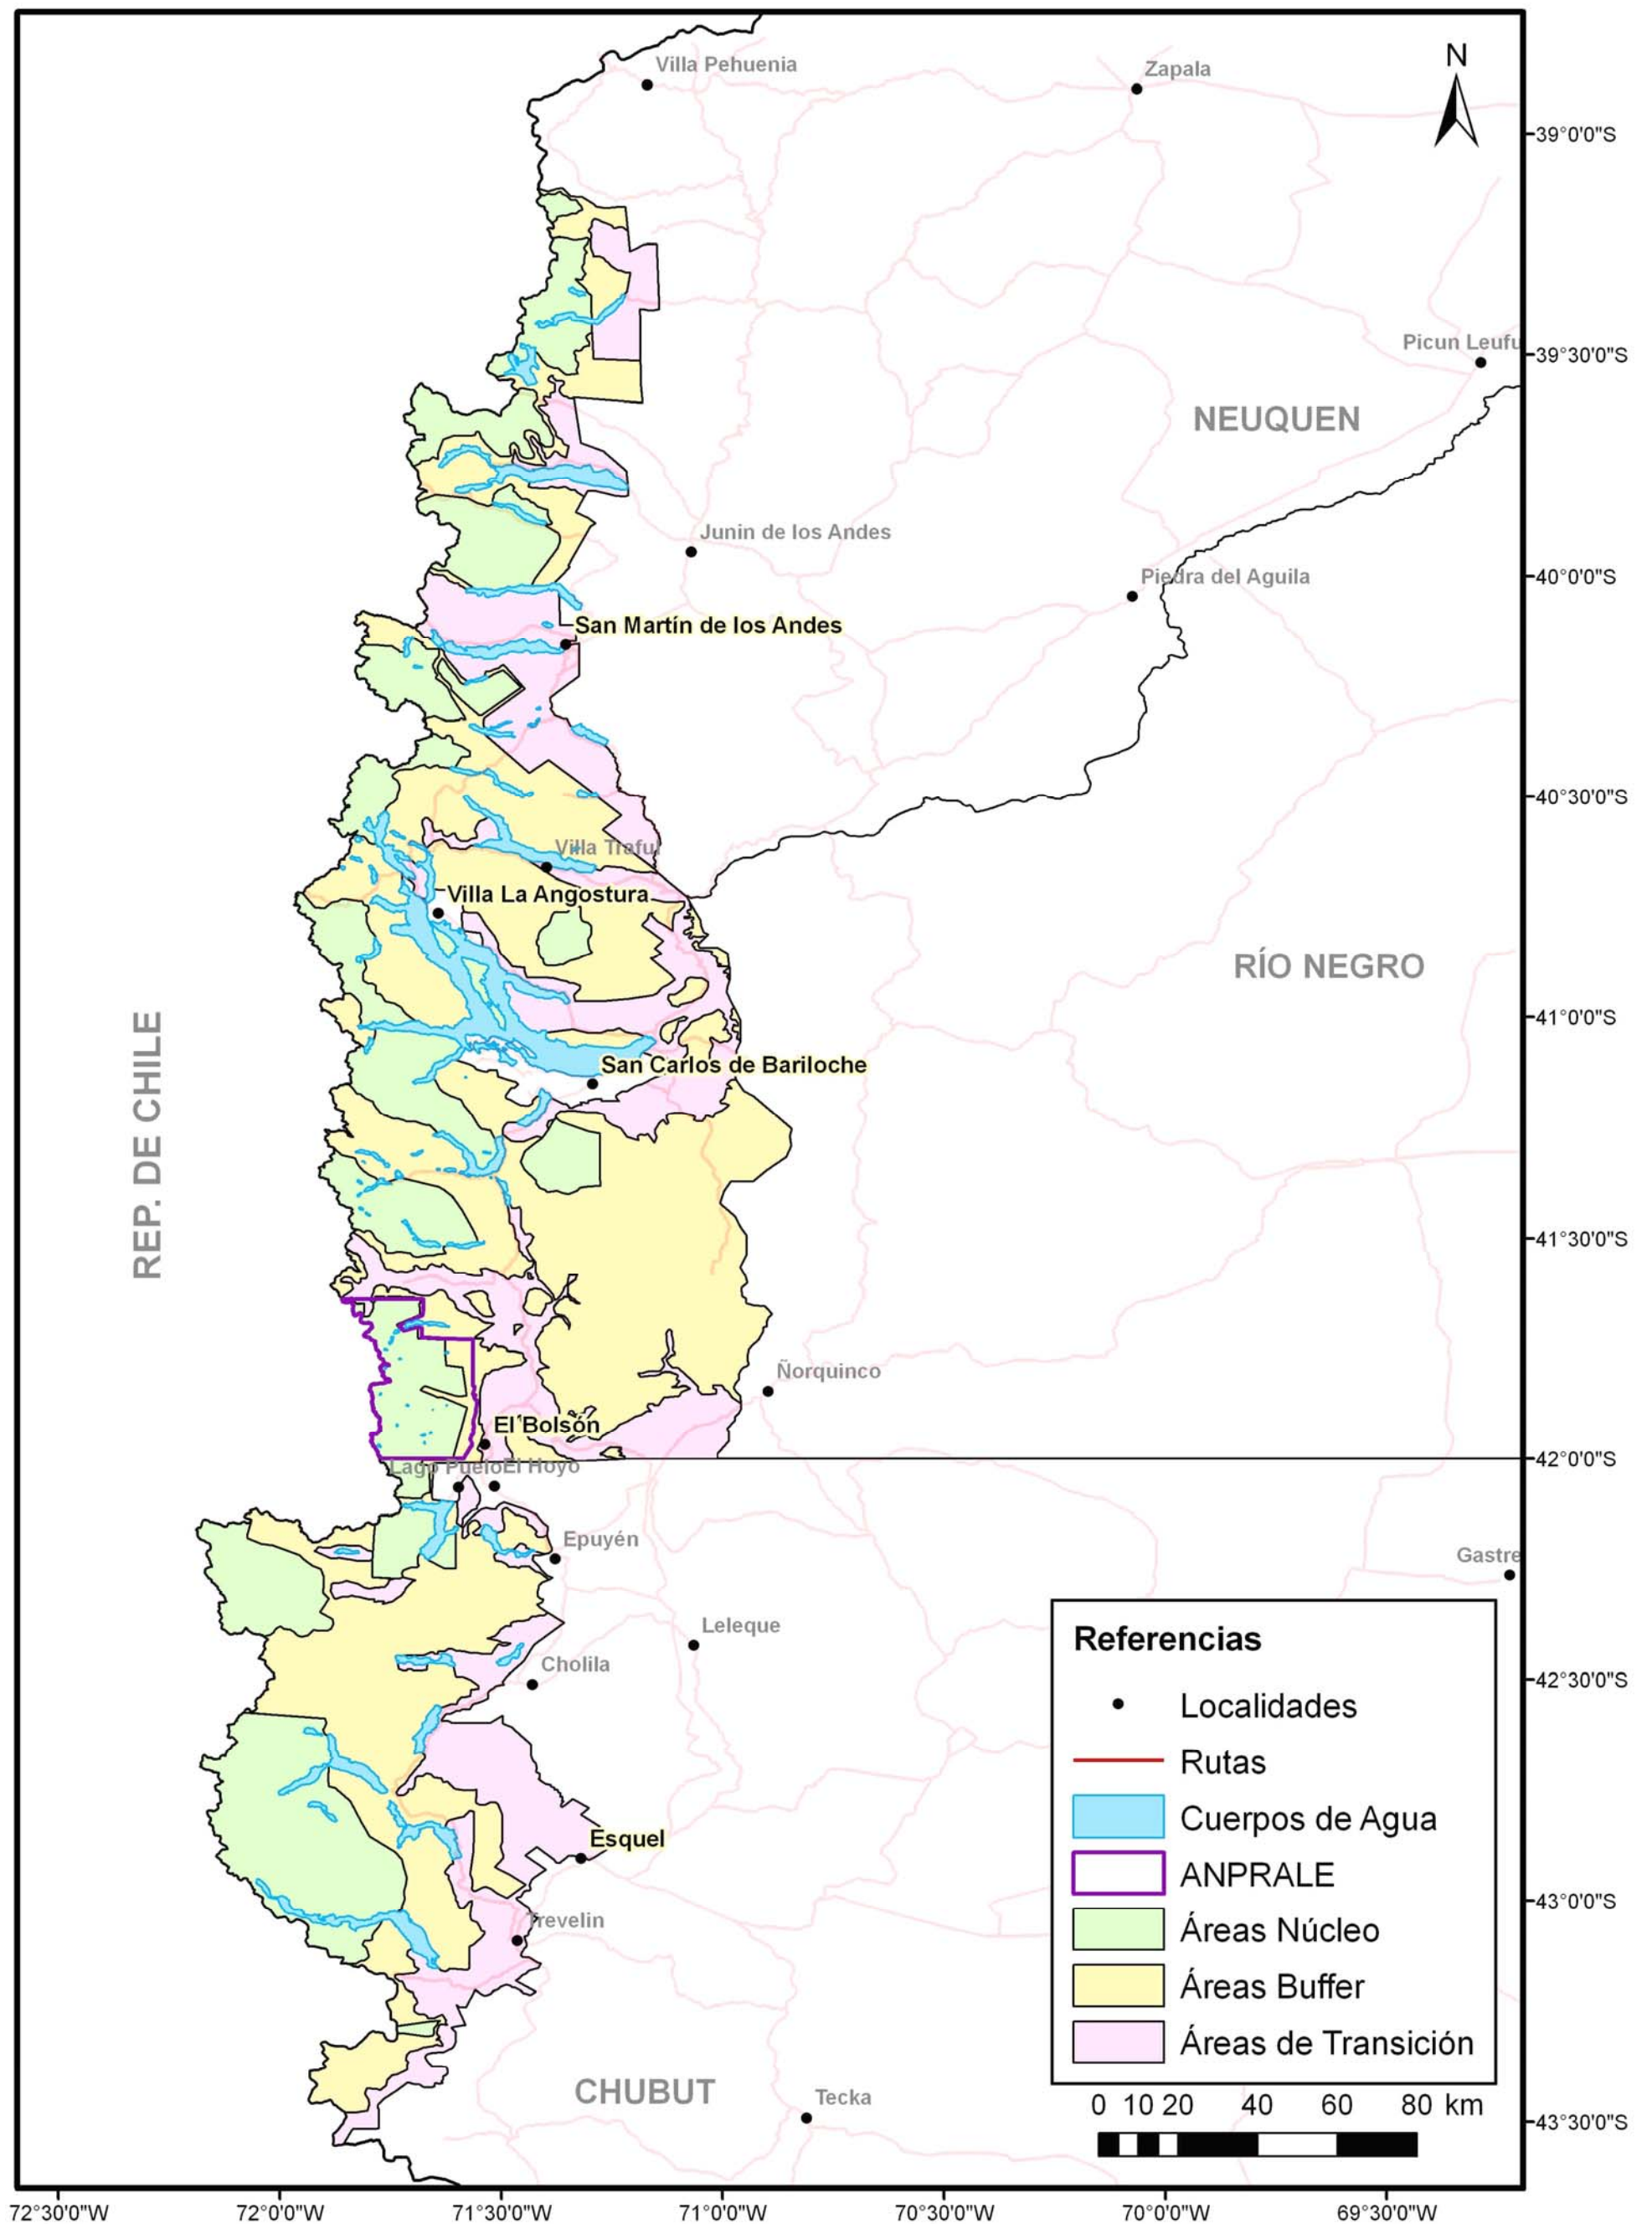 Villa Pehuenia
Zapala
N
39°0'0"S
Picun Leufu
39°30'0"S
NEUQUEN
Junin de los Andes
Piedra del Aguila
40°0'0"S
San Martín de los Andes
40°30'0"S
Villa Traful
Villa La Angostura
RÍO NEGRO
REP. DE CHILE
41°0'0"S
San Carlos de Bariloche
41°30'0"S
Ñorquinco
El Bolsón
42°0'0"S
Lago Puelo
El Hoyo
Epuyén
Gastre
Leleque
Cholila
42°30'0"S
Esquel
43°0'0"S
Trevelin
CHUBUT
Tecka
43°30'0"S
Referencias
Localidades
Rutas
Cuerpos de Agua
ANPRALE
Áreas Núcleo
Áreas Buffer
Áreas de Transición
0 10 20 40 60 80 km
72°30'0"W 72°0'0"W 71°30'0"W 71°0'0"W 70°30'0"W 70°0'0"W 69°30'0"W